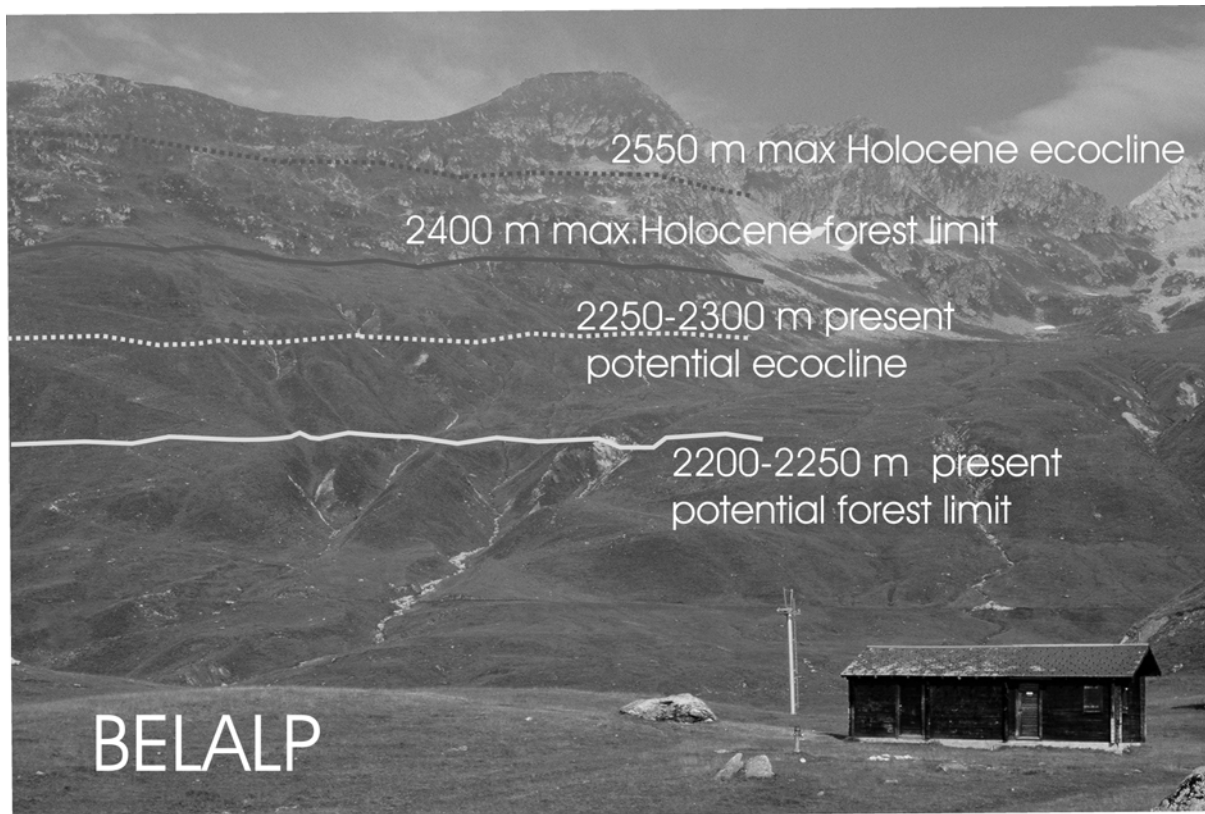 2550 m max Holocene ecocline
2400 m max.Holocene forest limit
2250-2300 m present
potential ecocline
2200-2250 m present
potential forest limit
BELALP